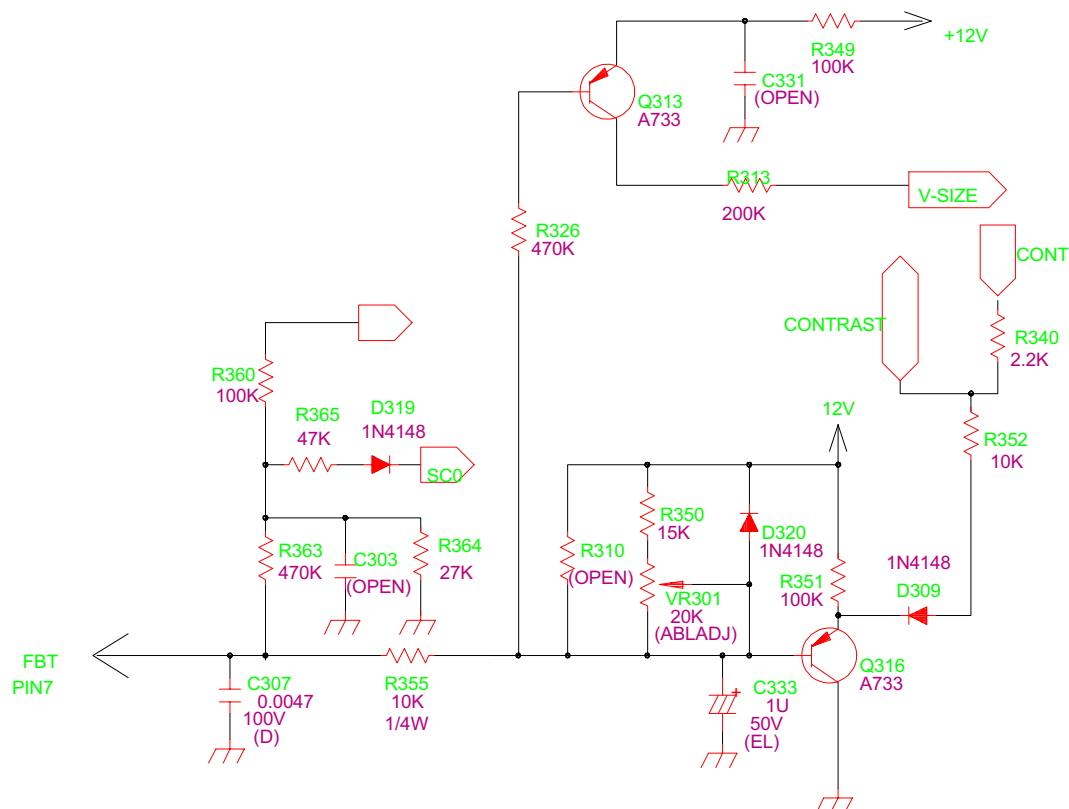 +12V
R349
100K
C331
(OPEN)
Q313
A733
R313
200K
V-SIZE
R326
470K
CONT
CONTRAST
R340
2.2K
R360
100K
D319
1N4148
R365
47K
SC0
12V
R352
10K
R350
15K
D320
1N4148
R310
(OPEN)
R363
470K
C303
(OPEN)
R364
27K
VR301
20K
(ABLADJ)
R351
100K
1N4148
D309
FBT
PIN7
C307
0.0047
100V
(D)
R355
10K
1/4W
C333
1U
50V
(EL)
Q316
A733